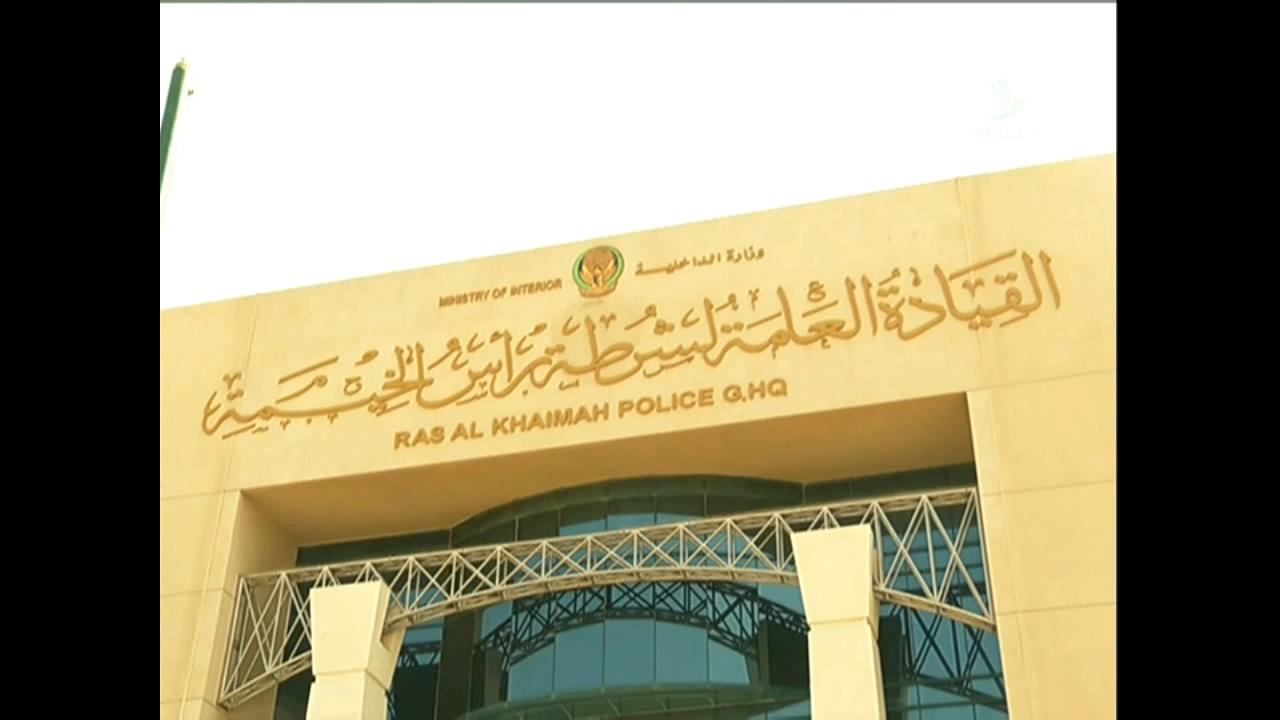 MINISTRY OF INTERIOR وزارة الداخلية
القيادة العامة لشرطة رأس الخيمة
RAS AL KHAIMAH POLICE G.HQ